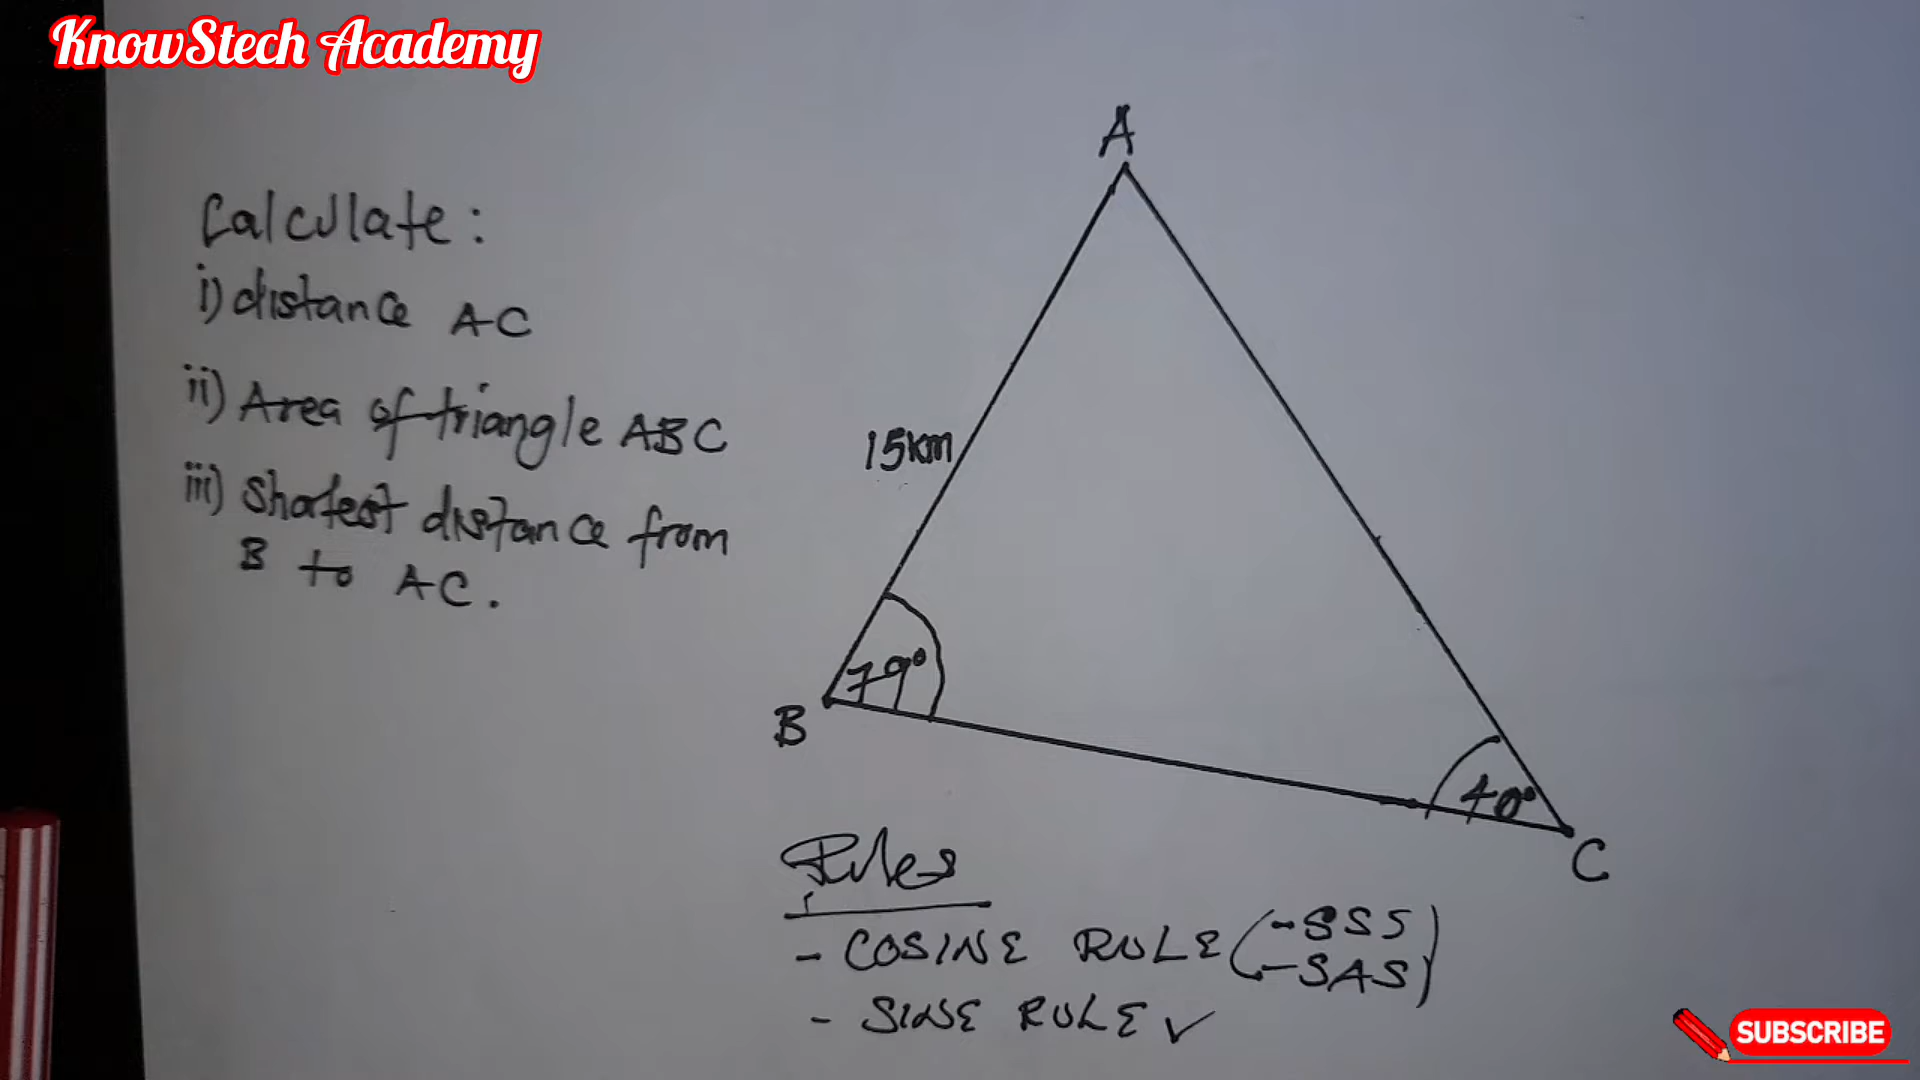 KnowStech Academy
Calculate:
i) distance AC
ii) Area of triangle ABC
iii) Shortest distance from
B to AC.
A
15km
79°
B
40°
C
Rules
- COSINE RULE (-SSS
-SAS)
- SINE RULE ✓
SUBSCRIBE